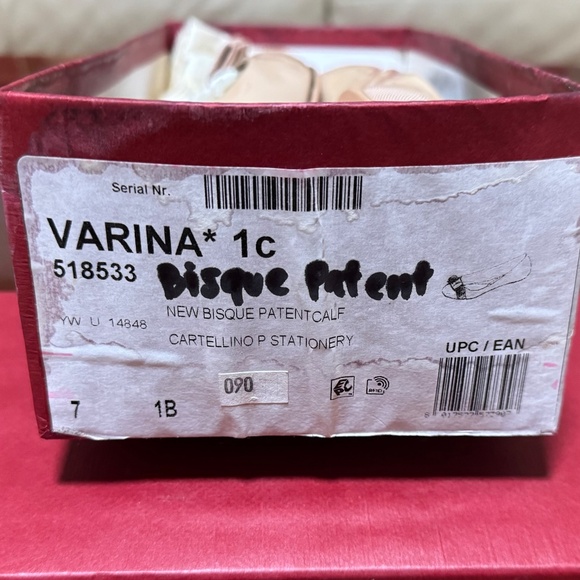 Serial Nr.
VARINA* 1c
518533 Bisque Patent
NEW BISQUE PATENTCALF
YW U 14848
CARTELLINO P STATIONERY
UPC / EAN
090
7 1B